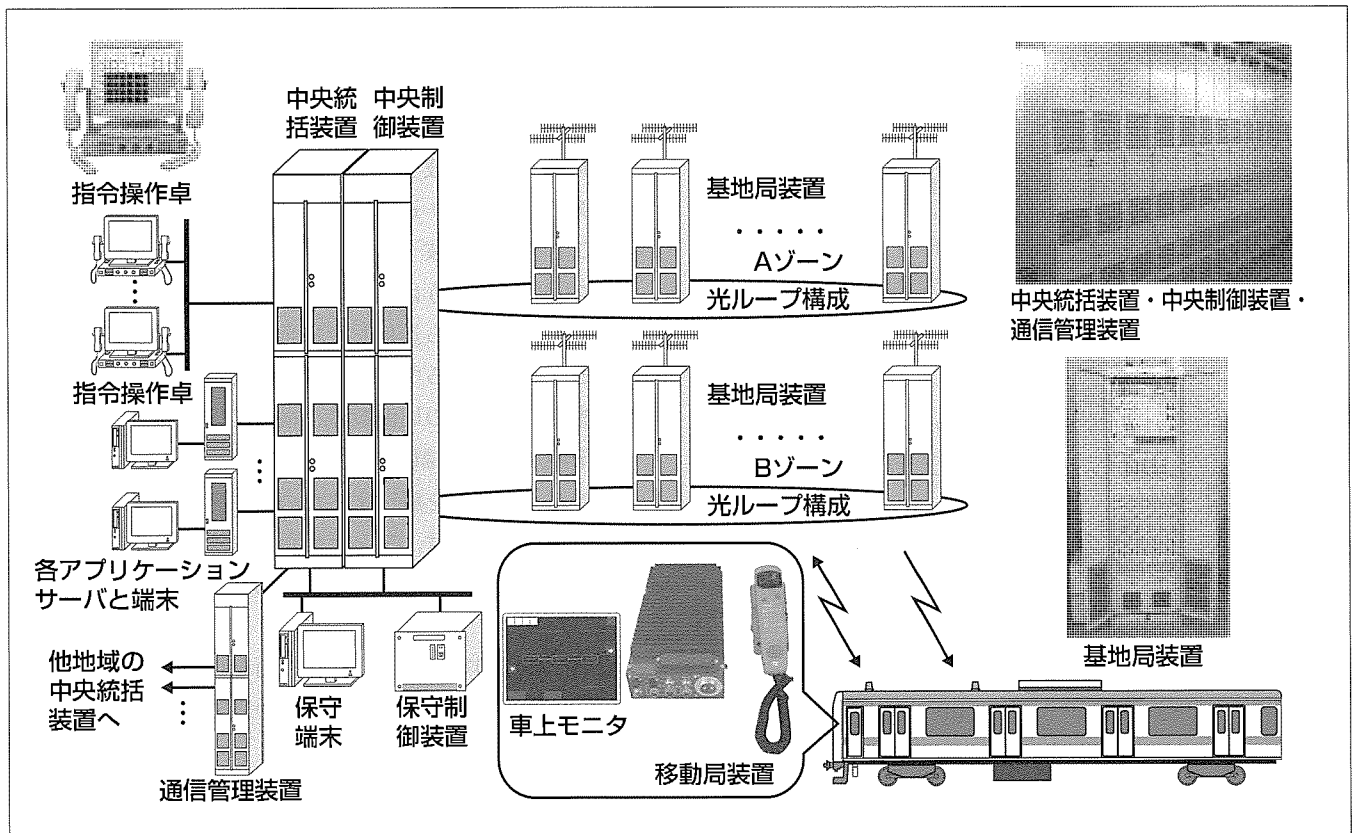 指令操作卓
中央統
括装置
中央制
御装置
指令操作卓
基地局装置
・・・・・
Aゾーン
光ループ構成
中央統括装置・中央制御装置・
通信管理装置
基地局装置
・・・・・
Bゾーン
光ループ構成
基地局装置
各アプリケーション
サーバと端末
他地域の
中央統括
装置へ
通信管理装置
保守
端末
保守制
御装置
車上モニタ
移動局装置